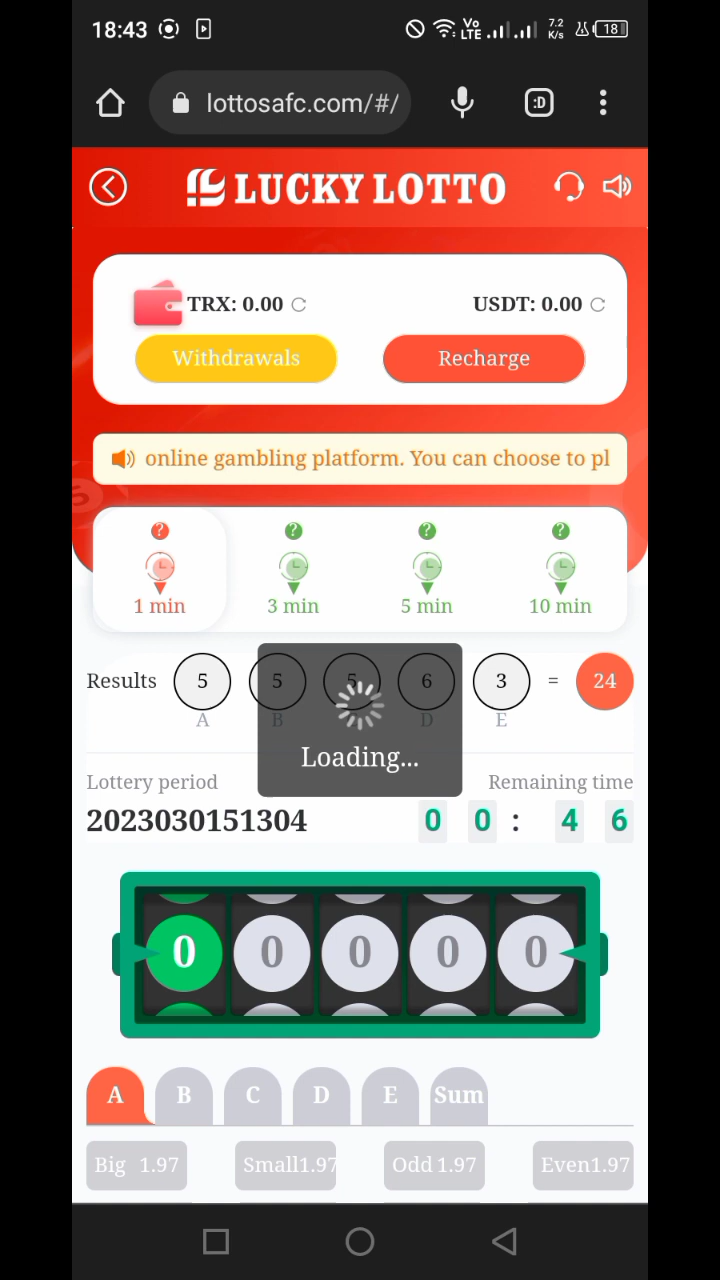 18:43 Vo LTE 7.2 K/s 18
lottosafc.com/#/ :D
LUCKY LOTTO
TRX: 0.00 USDT: 0.00
Withdrawals Recharge
online gambling platform. You can choose to pl
? ? ? ?
1 min 3 min 5 min 10 min
Results 5 5 5 6 3 = 24
A B D E
Loading...
Lottery period Remaining time
2023030151304 0 0 : 4 6
0 0 0 0 0
A B C D E Sum
Big 1.97 Small1.97 Odd 1.97 Even1.97